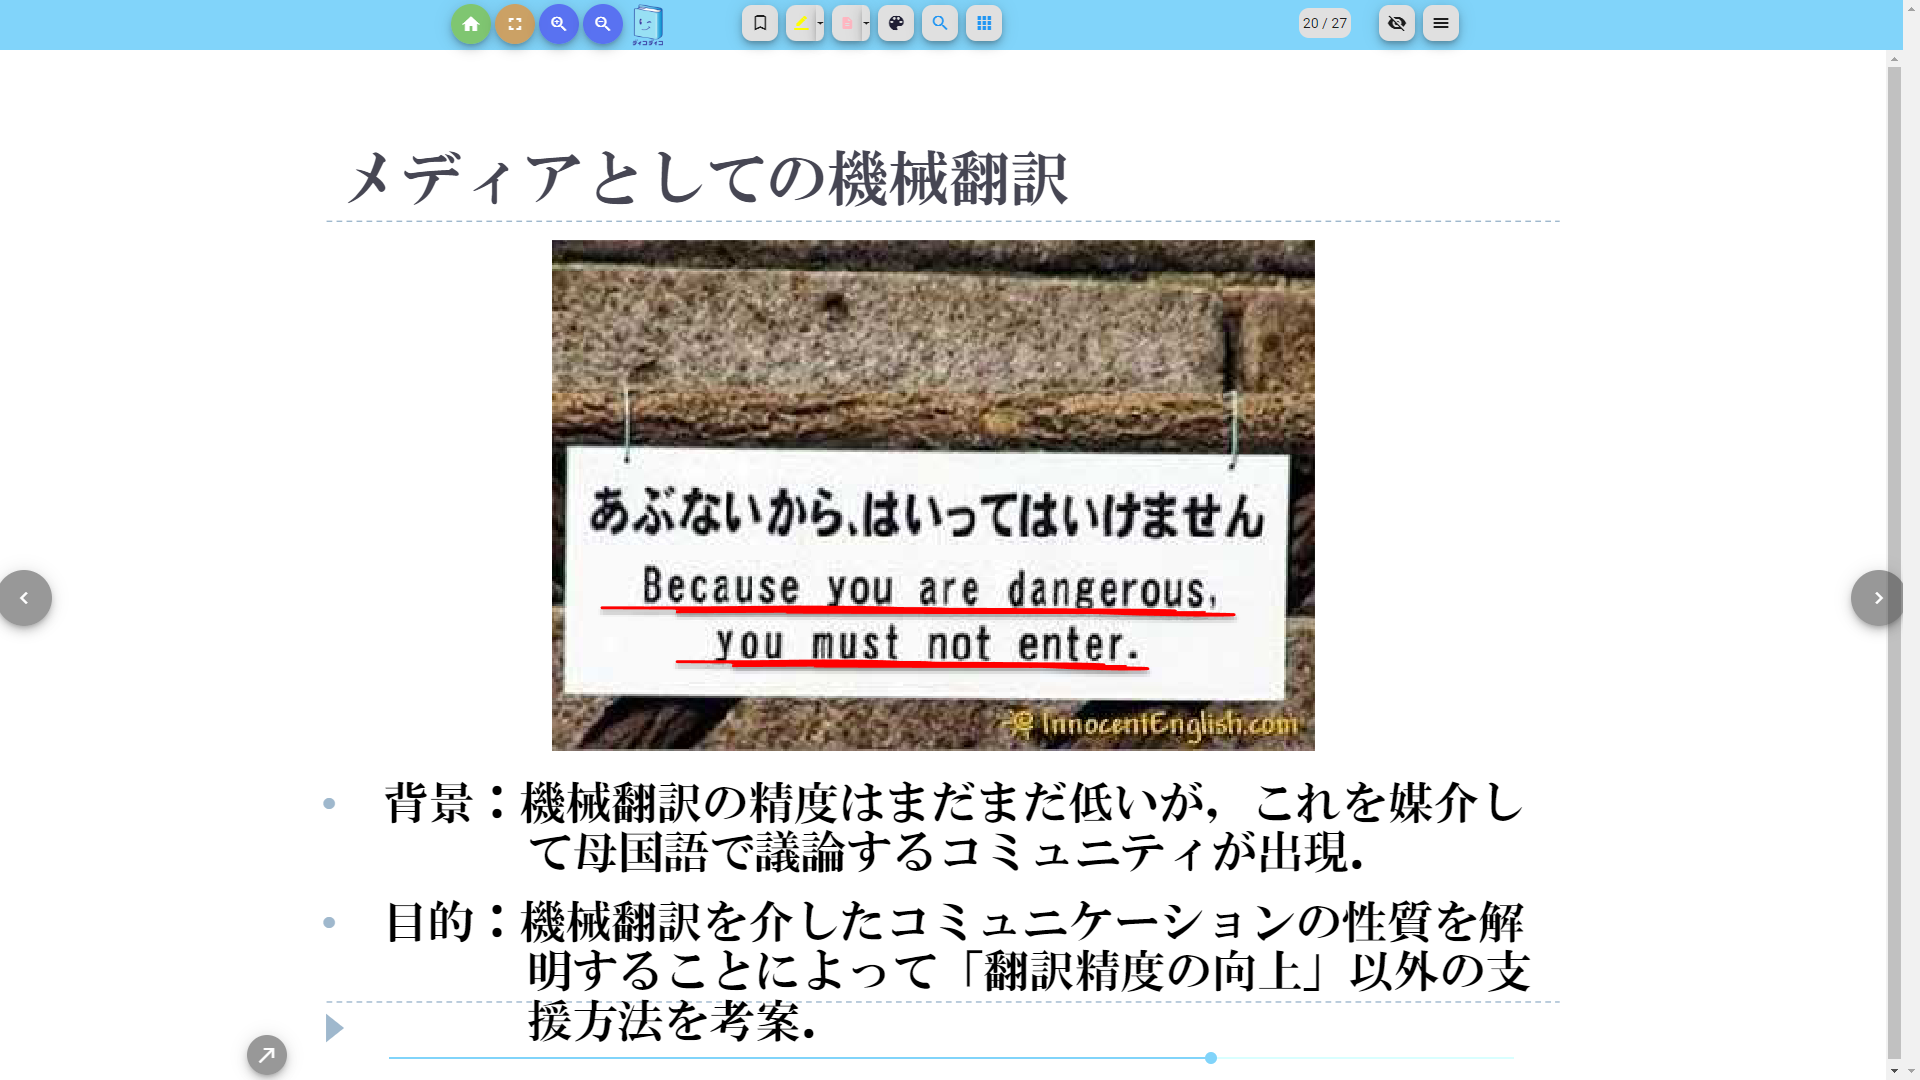 ディコディコ
20 / 27
メディアとしての機械翻訳
あぶないから、はいってはいけません
Because you are dangerous,
you must not enter.
InnocentEnglish.com
背景：機械翻訳の精度はまだまだ低いが，これを媒介し
て母国語で議論するコミュニティが出現．
目的：機械翻訳を介したコミュニケーションの性質を解
明することによって「翻訳精度の向上」以外の支
援方法を考案．